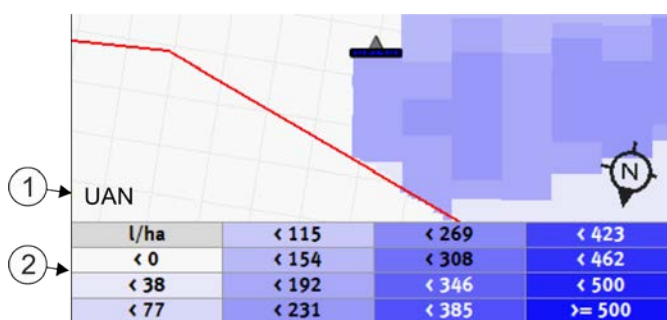 N
1
UAN
2
l/ha < 115 < 269 < 423
< 0 < 154 < 308 < 462
< 38 < 192 < 346 < 500
< 77 < 231 < 385 >= 500